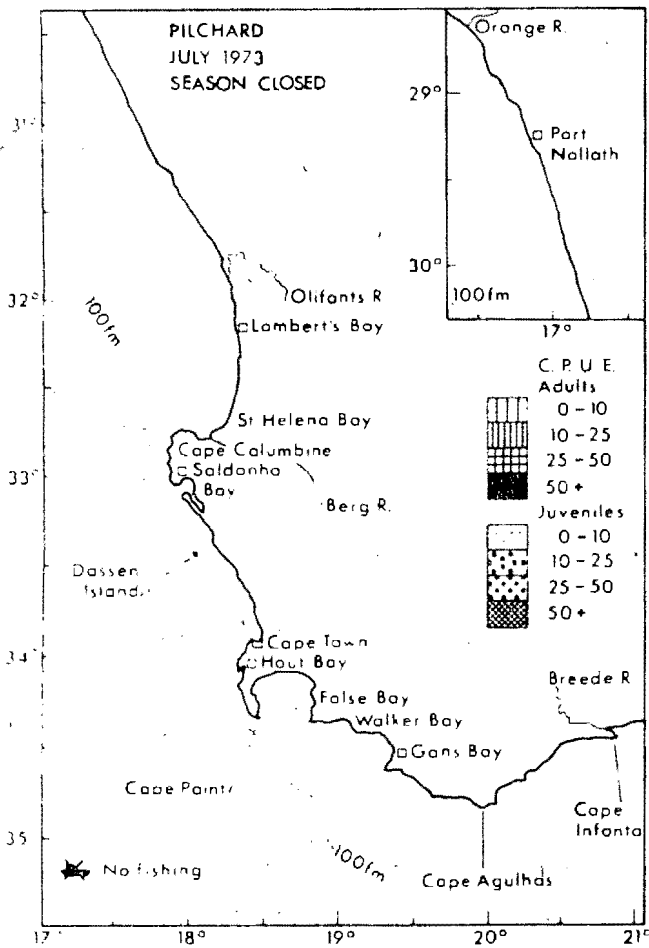 PILCHARD
JULY 1973
SEASON CLOSED
Orange R.
29°
Port
Nollath
30°
100fm
17°
31°
32°
33°
34°
35
100fm
Olifants R
Lambert's Bay
St Helena Bay
Cape Columbine
Saldanha
Bay
Berg R.
Dassen
Island
Cape Town
Hout Bay
False Bay
Walker Bay
Gans Bay
Breede R
Cape Point
Cape
Infanta
100fm
Cape Agulhas
No fishing
C. P. U. E.
Adults
0-10
10-25
25-50
50+
Juveniles
0-10
10-25
25-50
50+
17
18°
19°
20°
21°